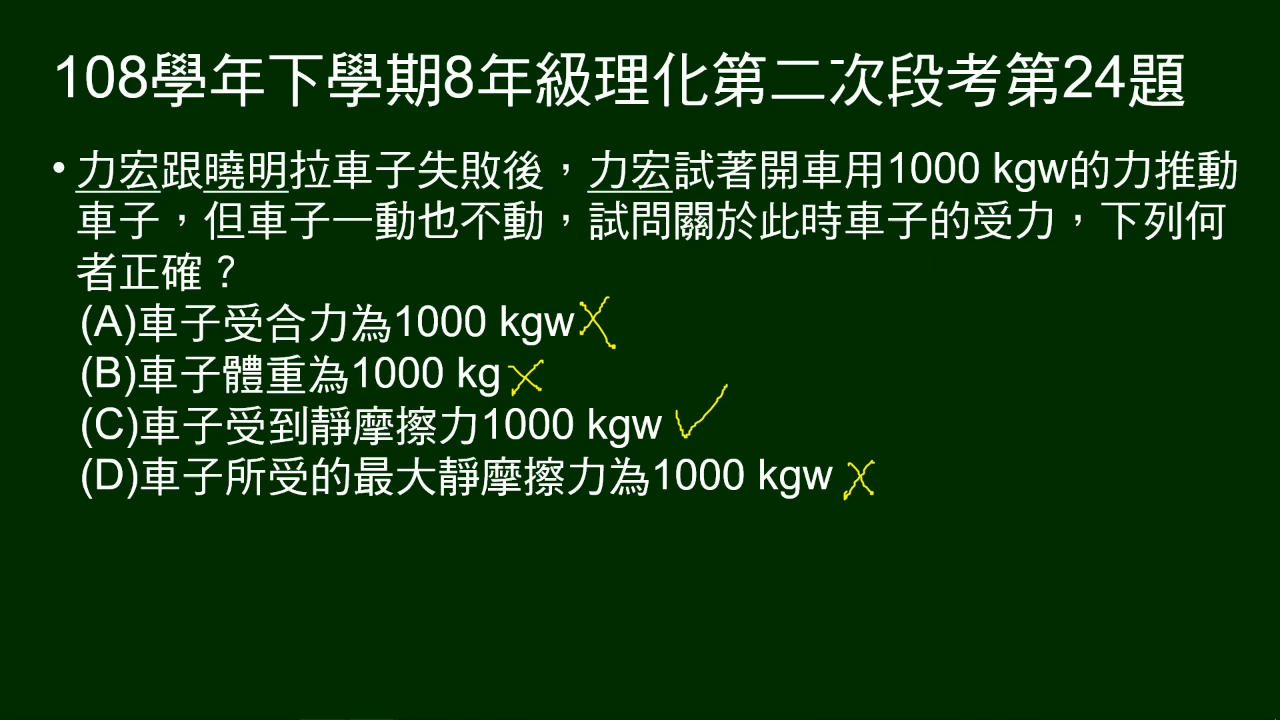 108學年下學期8年級理化第二次段考第24題
• 力宏跟曉明拉車子失敗後，力宏試著開車用1000 kgw的力推動
車子，但車子一動也不動，試問關於此時車子的受力，下列何
者正確？
(A)車子受合力為1000 kgw
(B)車子體重為1000 kg
(C)車子受到靜摩擦力1000 kgw
(D)車子所受的最大靜摩擦力為1000 kgw